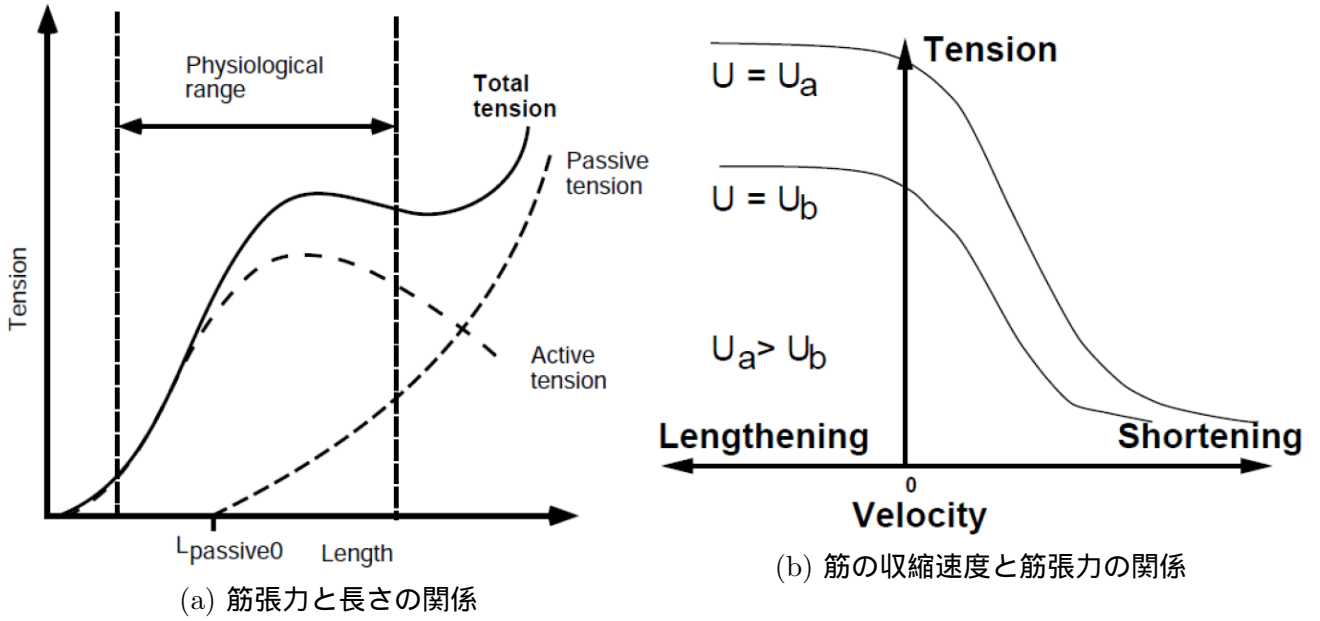 Physiological
range
Total
tension
Passive
tension
Active
tension
Tension
Lpassive0
Length
(a) 筋張力と長さの関係
Tension
U = Ua
U = Ub
Ua> Ub
Lengthening
Shortening
0
Velocity
(b) 筋の収縮速度と筋張力の関係